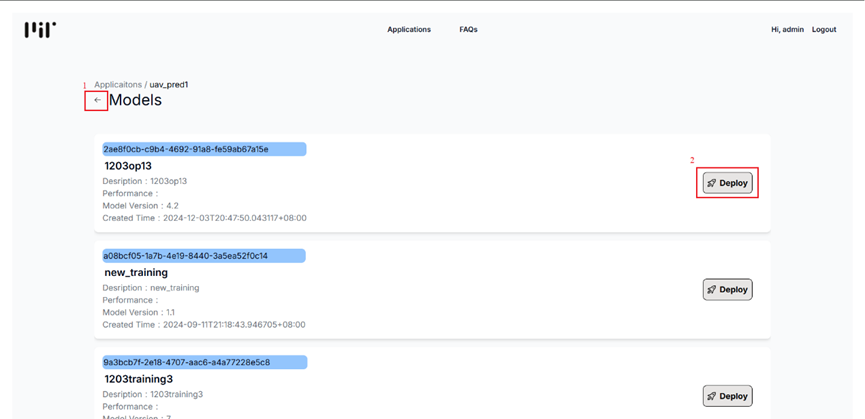 Applications FAQs Hi, admin Logout
1 Applicaitons / uav_pred1
← Models
2ae8f0cb-c9b4-4692-91a8-fe59ab67a15e
2
1203op13
Desription : 1203op13
Deploy
Performance :
Model Version : 4.2
Created Time : 2024-12-03T20:47:50.043117+08:00
a08bcf05-1a7b-4e19-8440-3a5ea52f0c14
new_training
Desription : new_training
Deploy
Performance :
Model Version : 1.1
Created Time : 2024-09-11T21:18:43.946705+08:00
9a3bcb7f-2e18-4707-aac6-a4a77228e5c8
1203training3
Desription : 1203training3
Deploy
Performance :
Model Version : 7